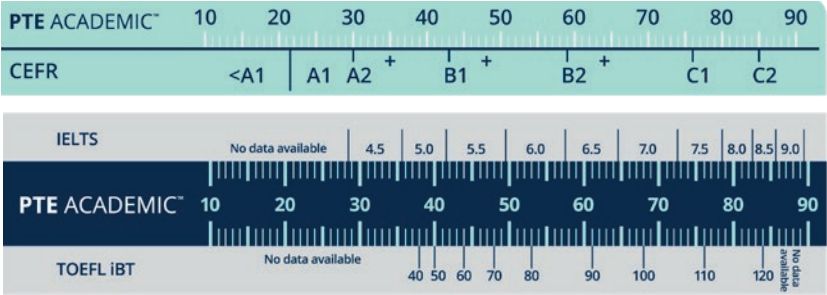 PTE ACADEMIC™ 10 20 30 40 50 60 70 80 90
CEFR <A1 A1 A2 + B1 + B2 + C1 C2
IELTS No data available 4.5 5.0 5.5 6.0 6.5 7.0 7.5 8.0 8.5 9.0
PTE ACADEMIC™ 10 20 30 40 50 60 70 80 90
TOEFL iBT No data available 40 50 60 70 80 90 100 110 120 No data available